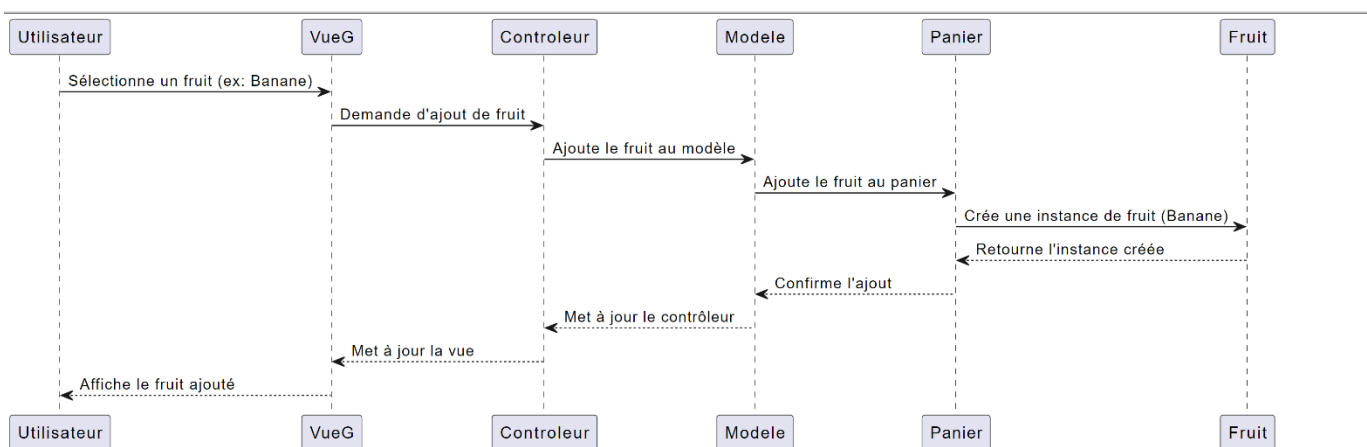 Utilisateur VueG Controleur Modele Panier Fruit
Sélectionne un fruit (ex: Banane)
Demande d'ajout de fruit
Ajoute le fruit au modèle
Ajoute le fruit au panier
Crée une instance de fruit (Banane)
Retourne l'instance créée
Confirme l'ajout
Met à jour le contrôleur
Met à jour la vue
Affiche le fruit ajouté
Utilisateur VueG Controleur Modele Panier Fruit